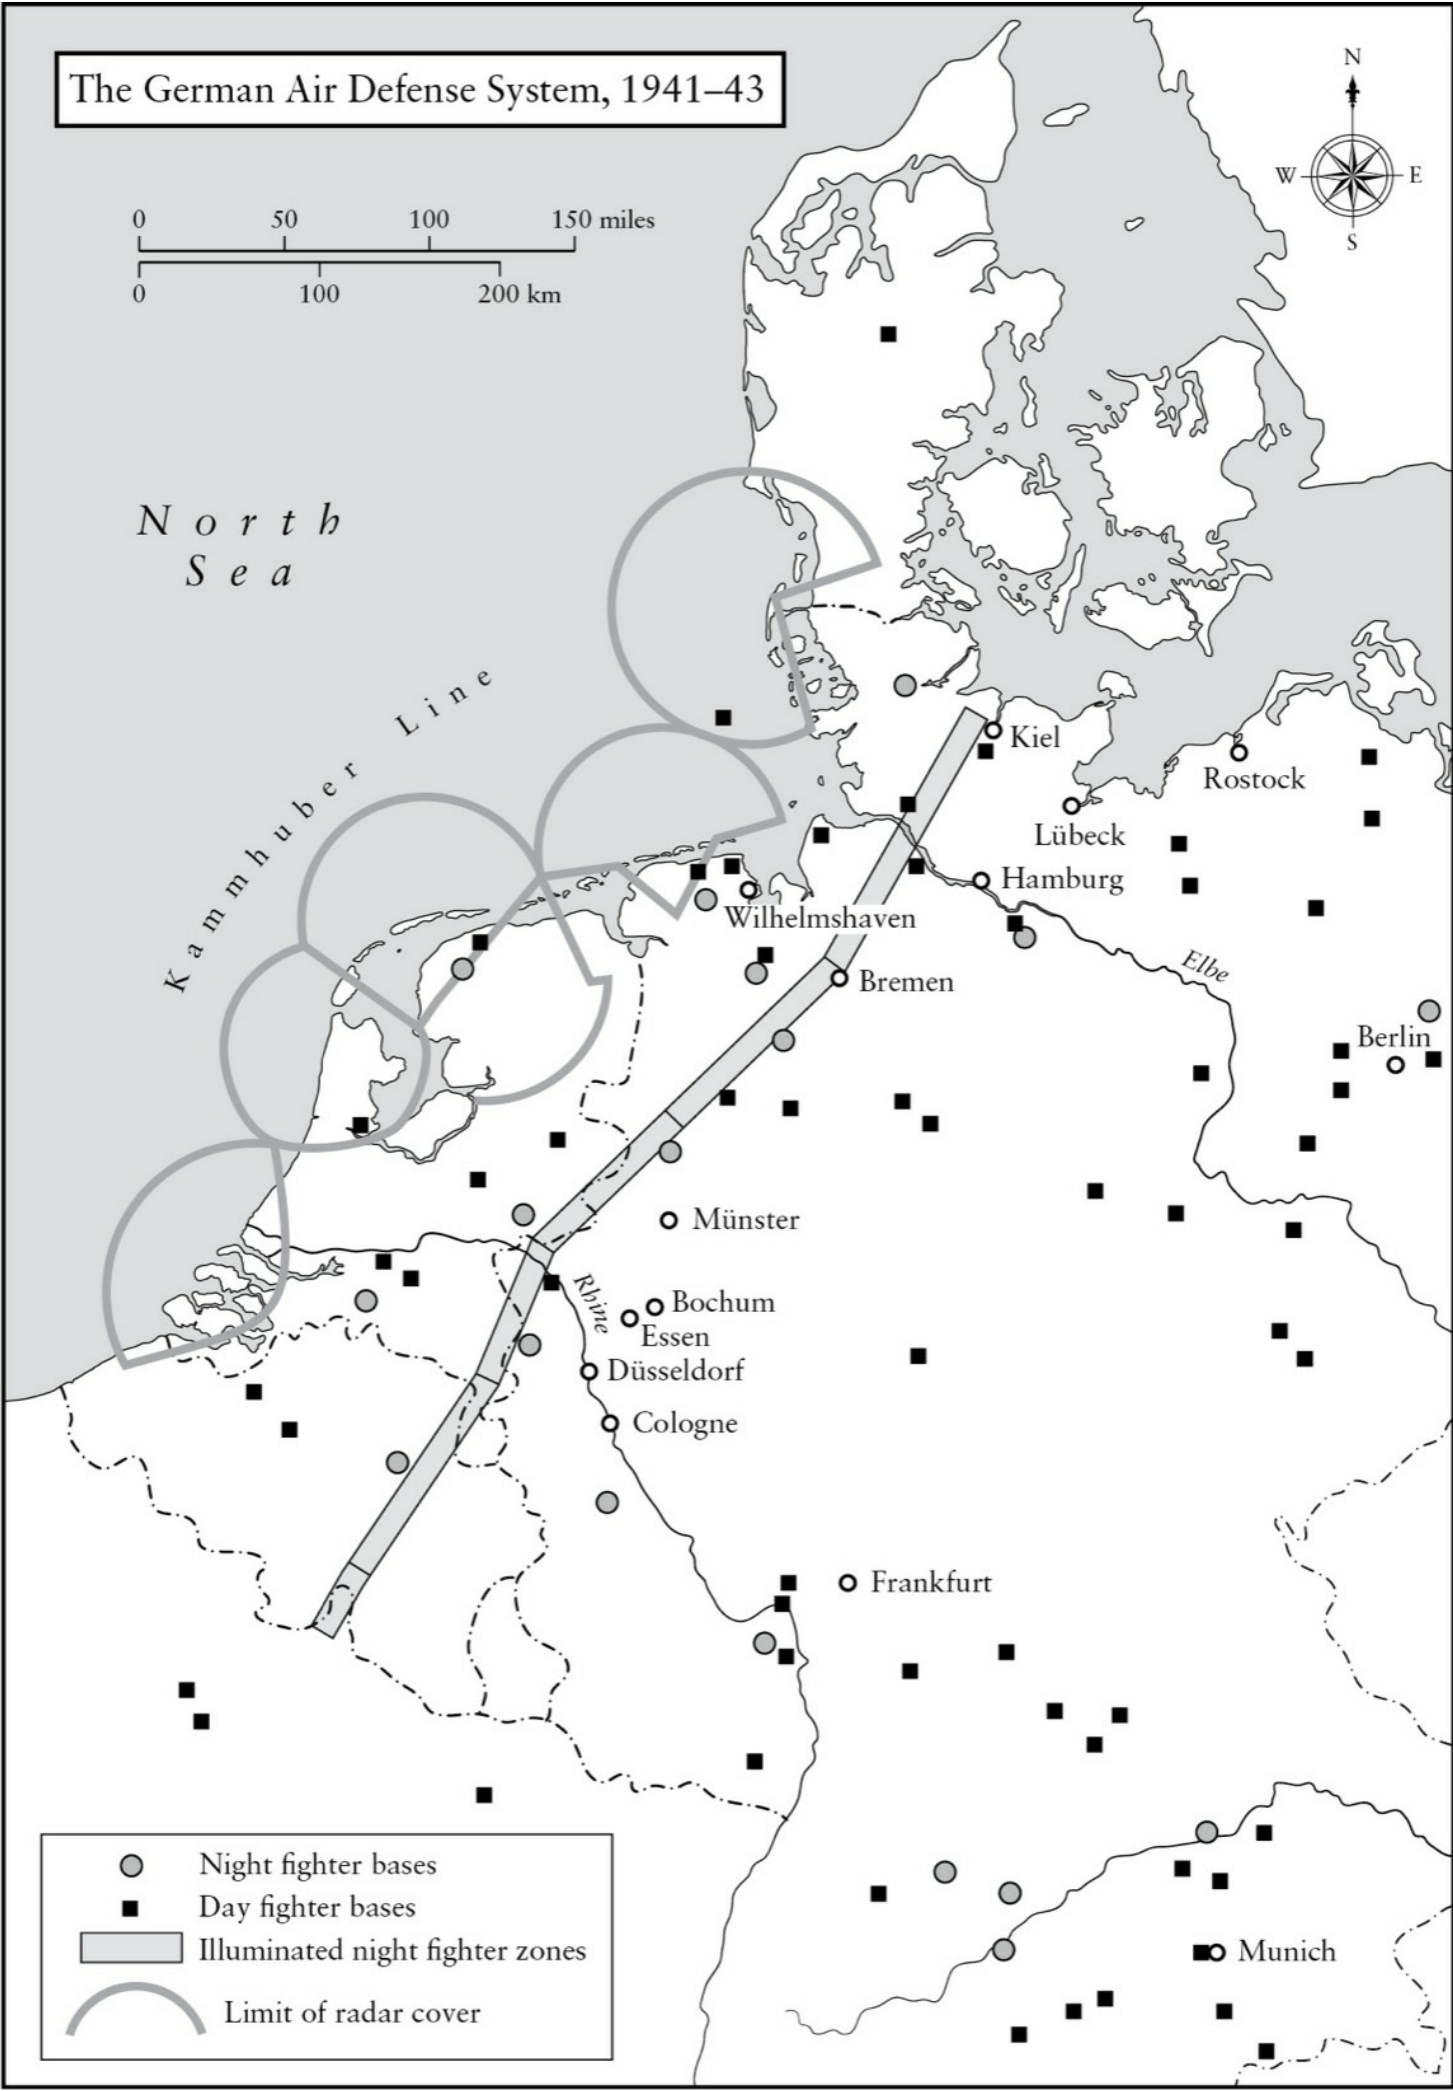 The German Air Defense System, 1941–43
N
W E
S
0 50 100 150 miles
0 100 200 km
North
Sea
Kammhuber Line
Kiel
Rostock
Lübeck
Hamburg
Wilhelmshaven
Bremen
Elbe
Berlin
Münster
Rhine
Bochum
Essen
Düsseldorf
Cologne
Frankfurt
Munich
Night fighter bases
Day fighter bases
Illuminated night fighter zones
Limit of radar cover